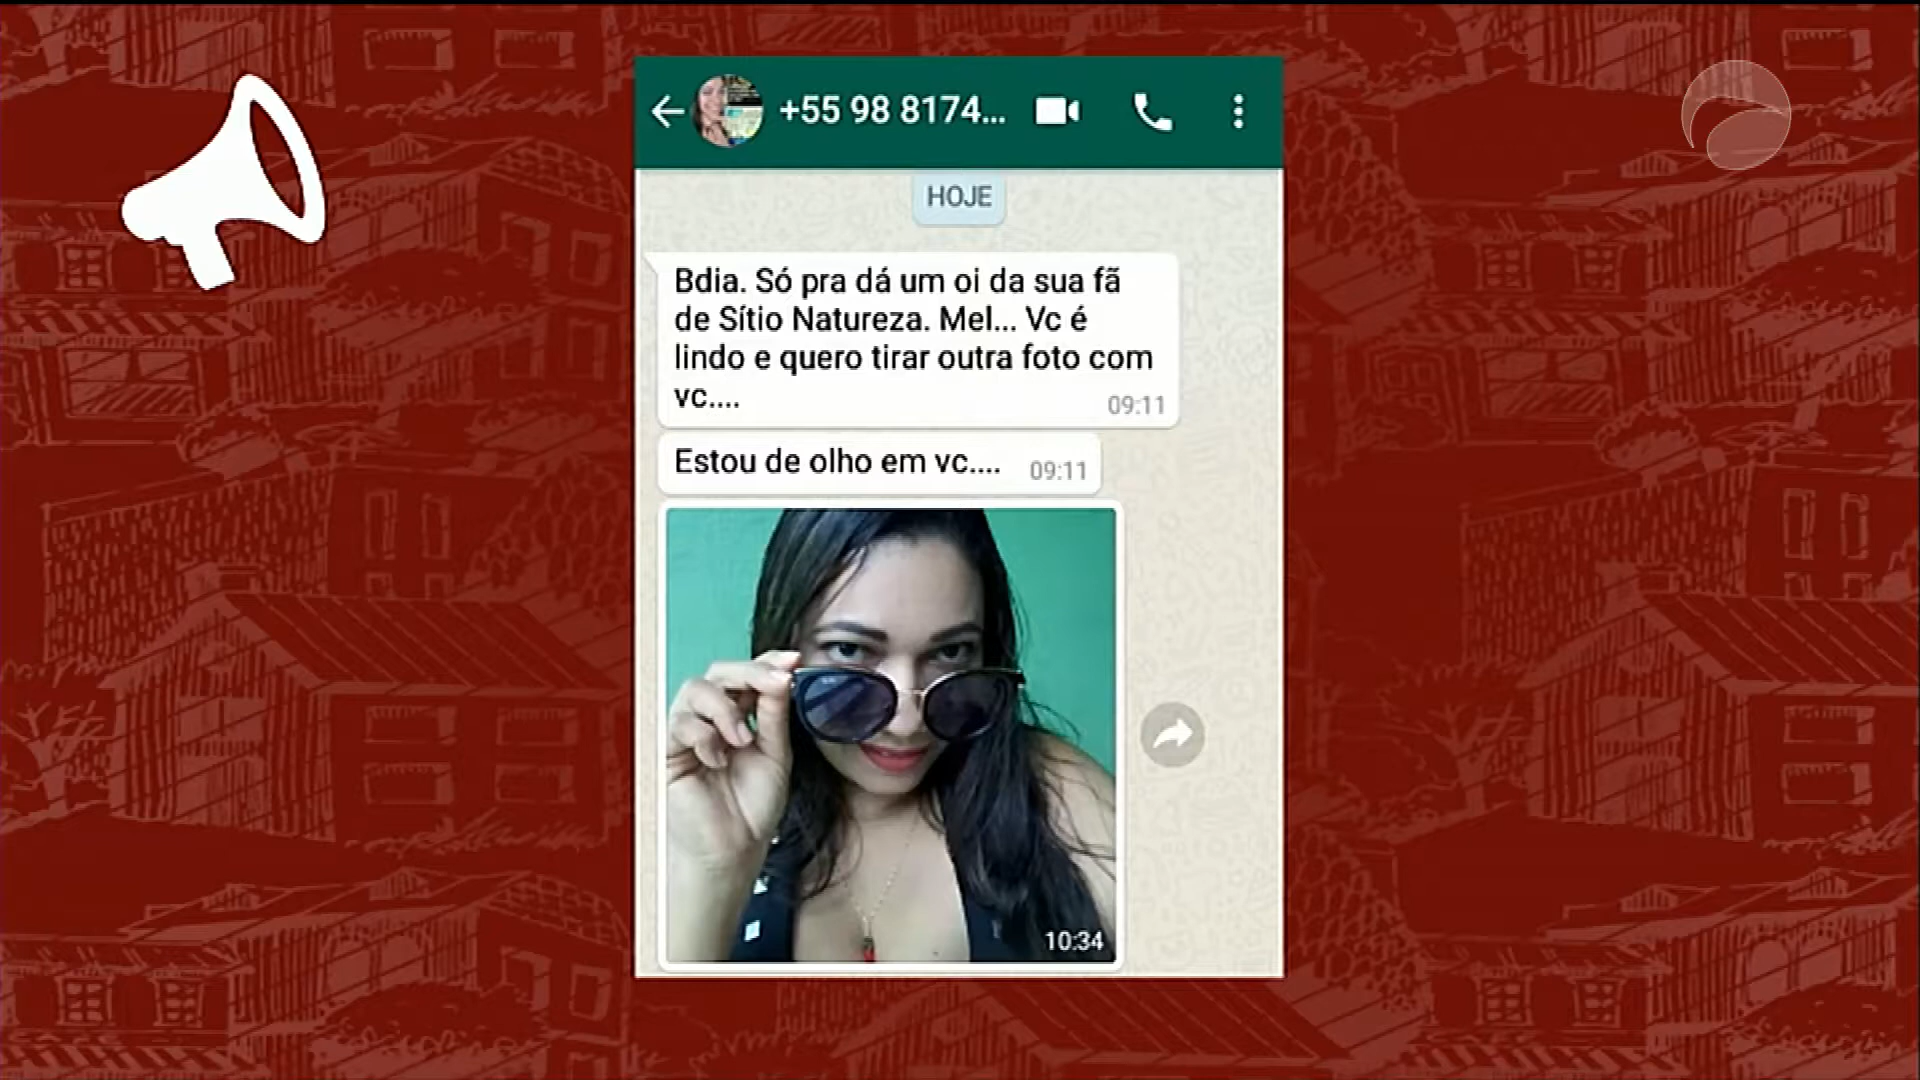 +55 98 8174...
HOJE
Bdia. Só pra dá um oi da sua fã
de Sítio Natureza. Mel... Vc é
lindo e quero tirar outra foto com
vc....
09:11
Estou de olho em vc....
09:11
10:34